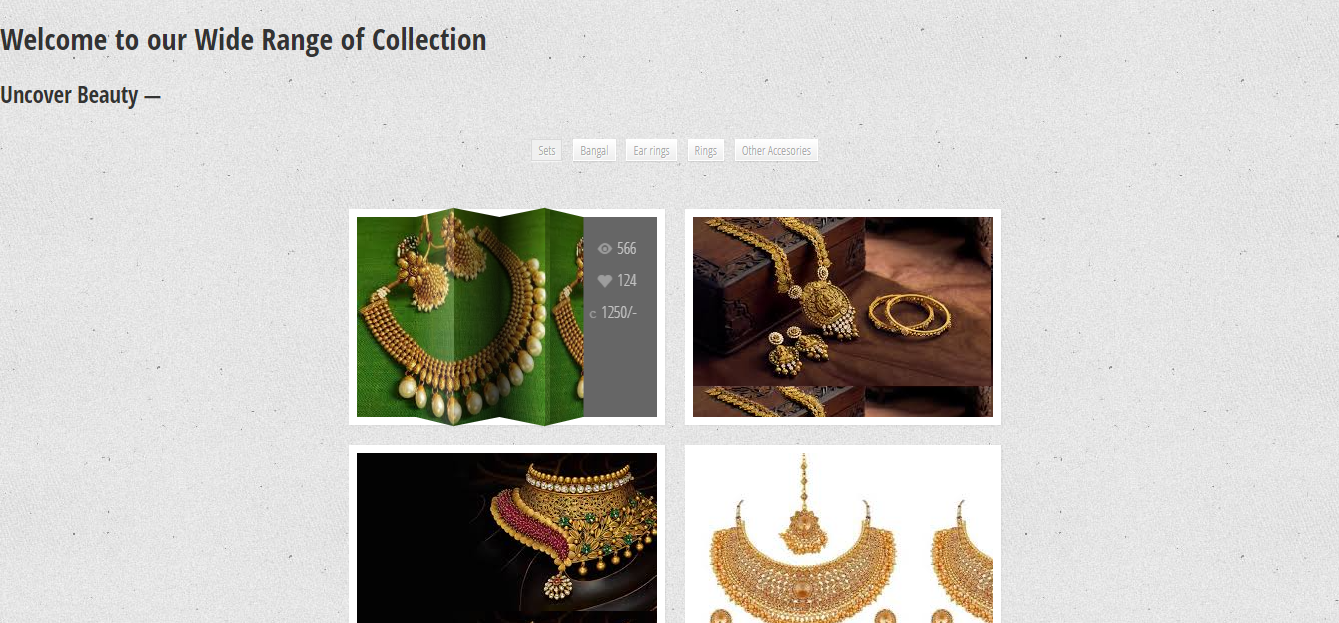 Welcome to our Wide Range of Collection
Uncover Beauty —
Sets
Bangal
Ear rings
Rings
Other Accesories
566
124
c 1250/-